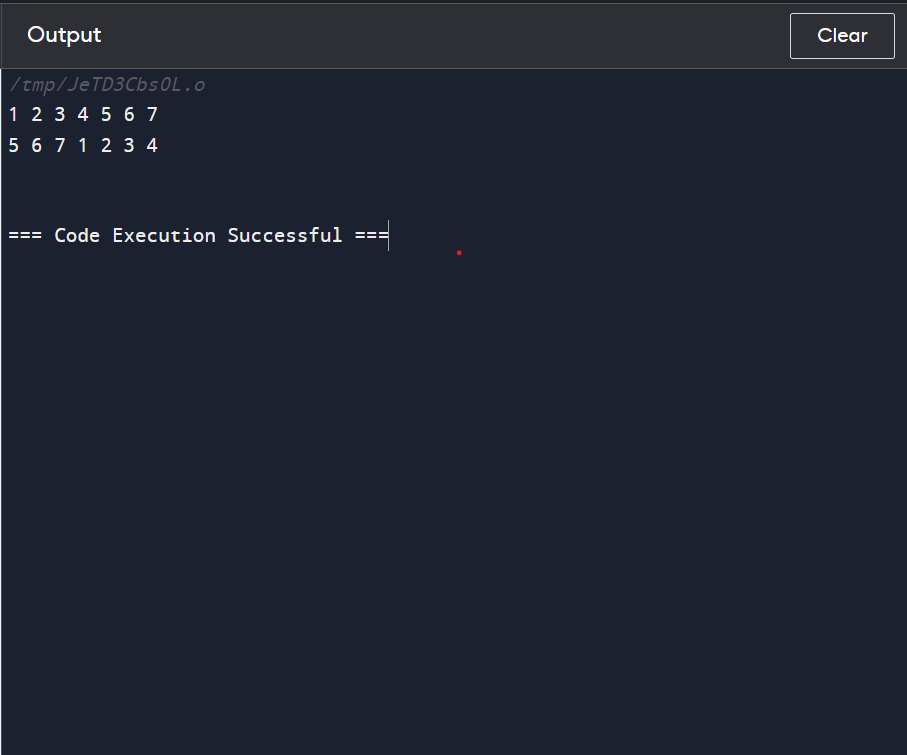 Output
Clear
/tmp/JeTD3Cbs0L.o
1 2 3 4 5 6 7
5 6 7 1 2 3 4
=== Code Execution Successful ===